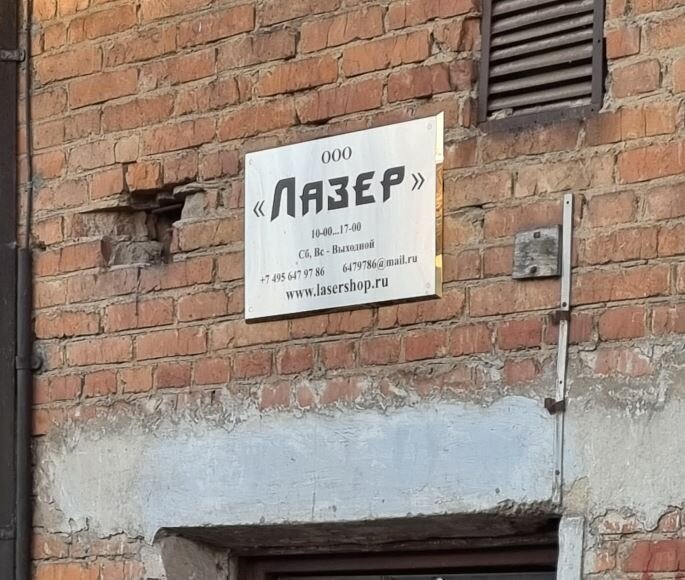 ООО
«ЛАЗЕР»
10-00...17-00
Сб, Вс - Выходной
+7 495 647 97 86 6479786@mail.ru
www.lasershop.ru